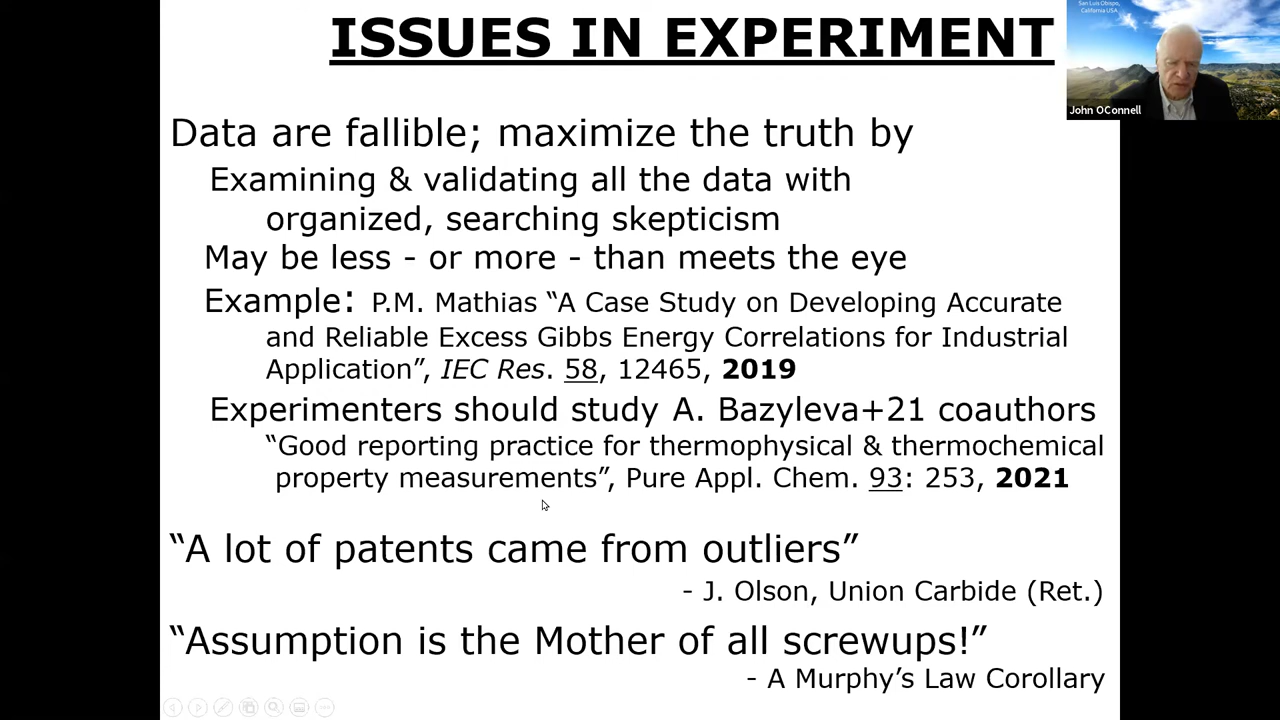 ISSUES IN EXPERIMENT
San Luis Obispo,
California USA
John OConnell
Data are fallible; maximize the truth by
Examining & validating all the data with
organized, searching skepticism
May be less - or more - than meets the eye
Example: P.M. Mathias “A Case Study on Developing Accurate
and Reliable Excess Gibbs Energy Correlations for Industrial
Application”, IEC Res. 58, 12465, 2019
Experimenters should study A. Bazyleva+21 coauthors
“Good reporting practice for thermophysical & thermochemical
property measurements”, Pure Appl. Chem. 93: 253, 2021
“A lot of patents came from outliers”
- J. Olson, Union Carbide (Ret.)
“Assumption is the Mother of all screwups!”
- A Murphy’s Law Corollary